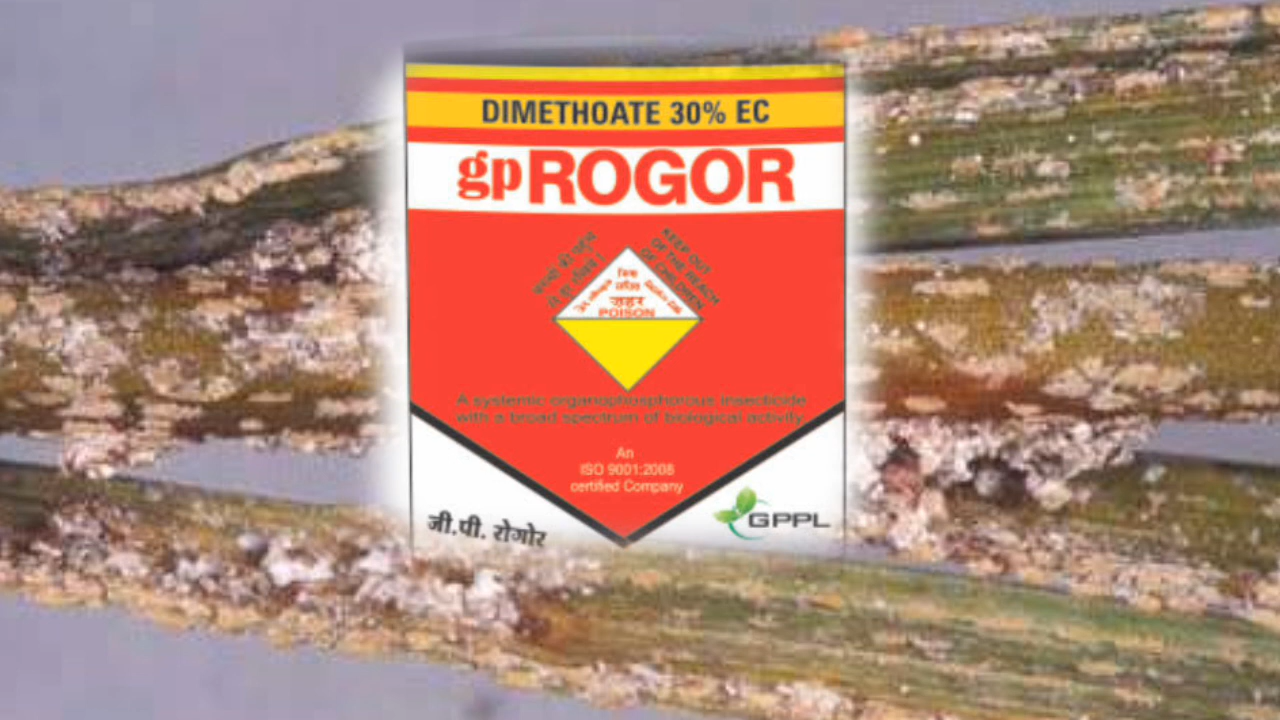 DIMETHOATE 30% EC
gpROGOR
KEEP OUT
OF THE REACH
OF CHILDREN
जहर
POISON
A systemic organophosphorous insecticide
with a broad spectrum of biological activity.
An
ISO 9001:2008
certified Company
जी.पी. रोगोर
GPPL